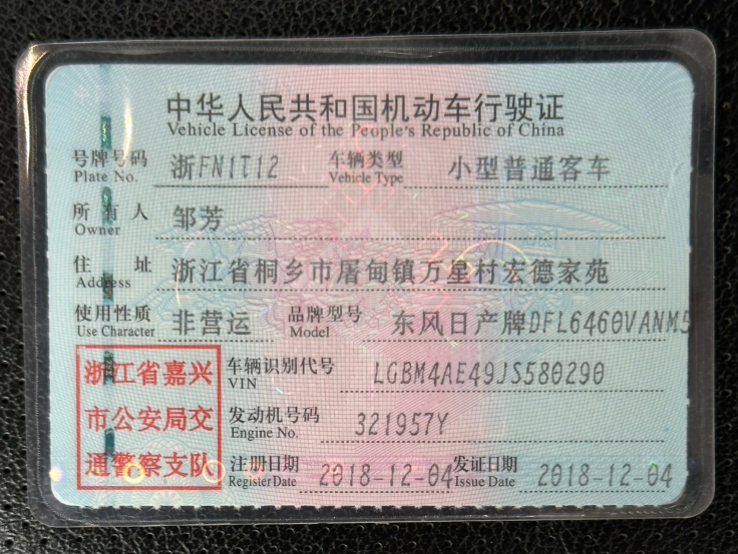 中华人民共和国机动车行驶证
Vehicle License of the People's Republic of China
号牌号码 浙FN1T12 车辆类型 小型普通客车
Plate No. Vehicle Type
所有人 邹芳
Owner
住址 浙江省桐乡市屠甸镇万星村宏德家苑
Address
使用性质 非营运 品牌型号 东风日产牌DFL6460VANM5
Use Character Model
浙江省嘉兴 车辆识别代号 LGBM4AE49JS580290
VIN
市公安局交 发动机号码 321957Y
Engine No.
通警察支队 注册日期 2018-12-04 发证日期 2018-12-04
Register Date Issue Date